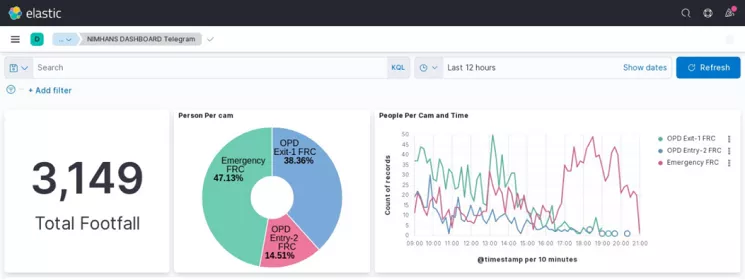 elastic
D
...
NIMHANS DASHBOARD Telegram
Search
KQL
Last 12 hours
Show dates
Refresh
+ Add filter
3,149
Total Footfall
Person Per cam
OPD
Exit-1 FRC
38.36%
Emergency
FRC
47.13%
OPD
Entry-2
FRC
14.51%
People Per Cam and Time
Count of records
50
45
40
35
30
25
20
15
10
5
0
09:00 10:00 11:00 12:00 13:00 14:00 15:00 16:00 17:00 18:00 19:00 20:00 21:00
@timestamp per 10 minutes
OPD Exit-1 FRC
OPD Entry-2 FRC
Emergency FRC